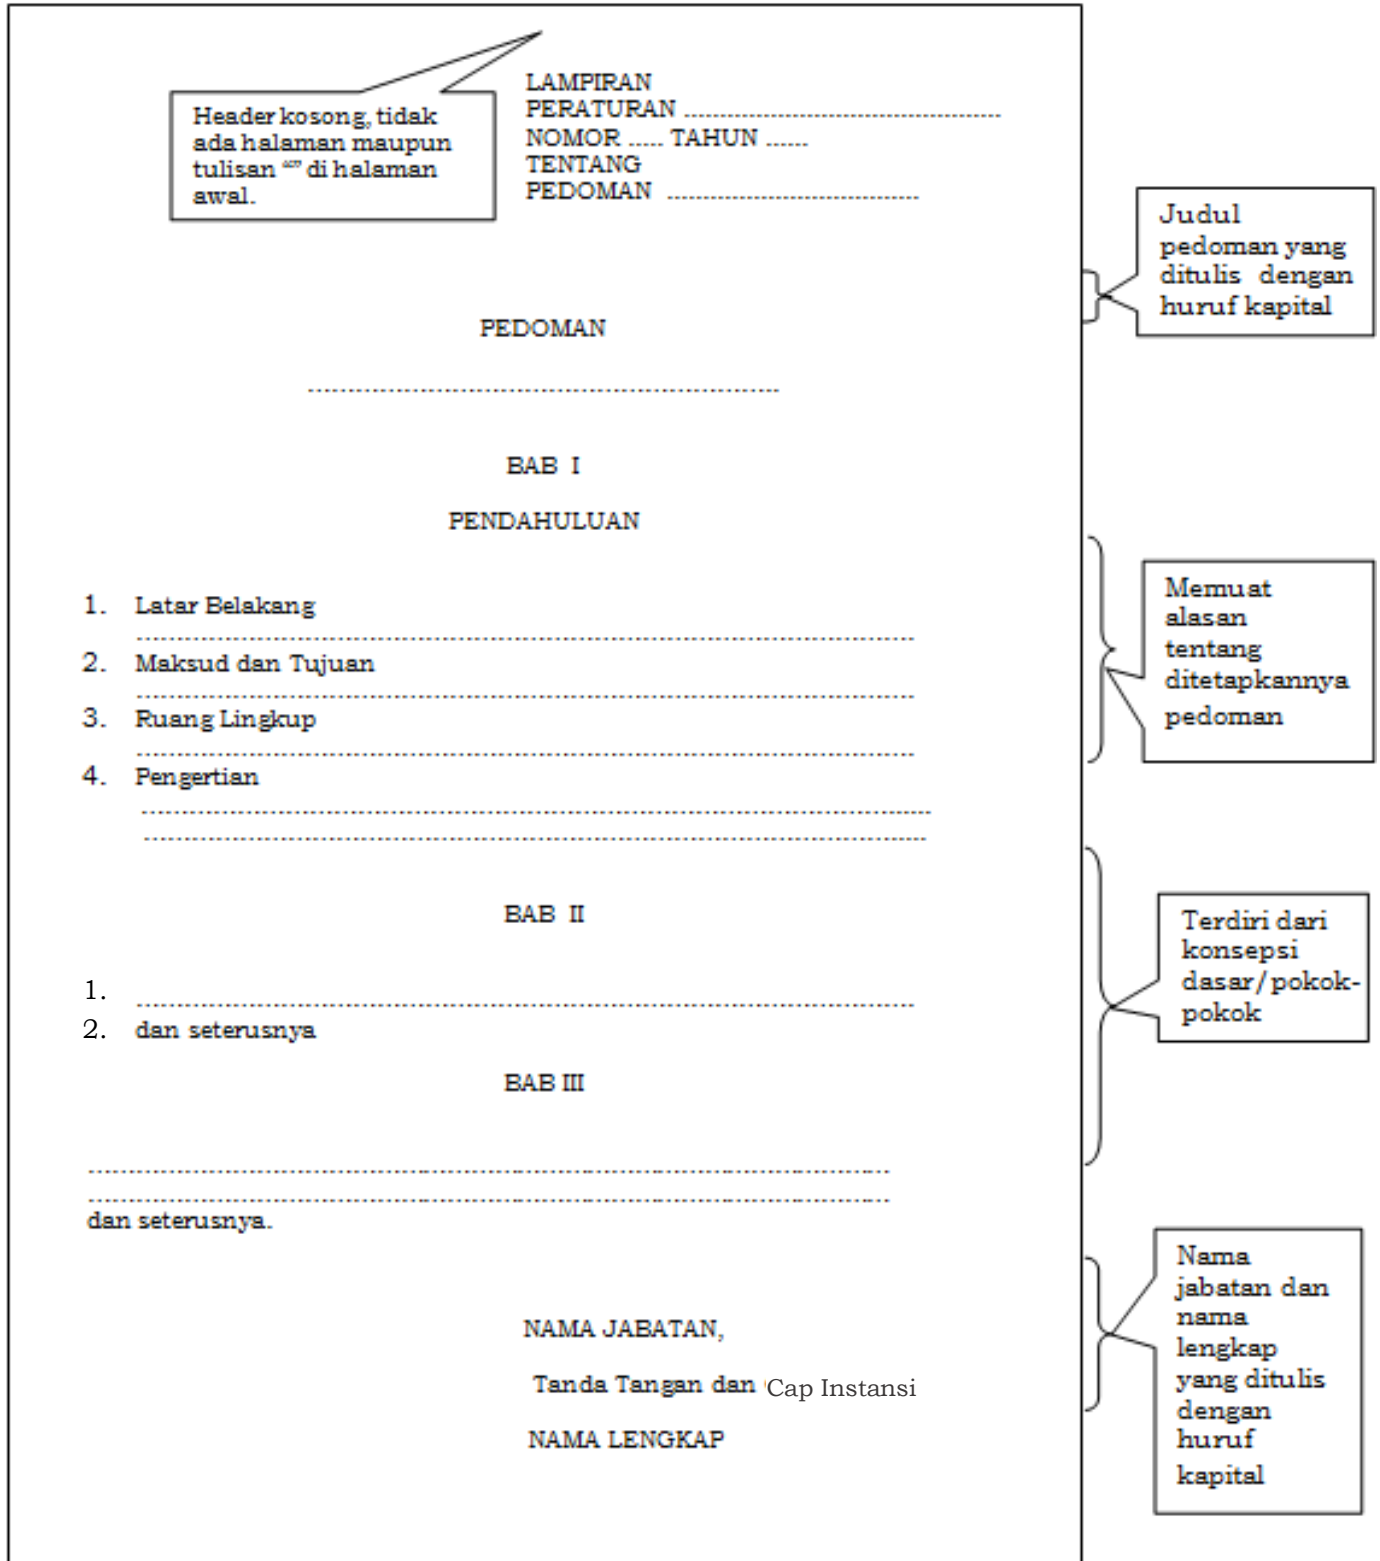 Header kosong, tidak
ada halaman maupun
tulisan “” di halaman
awal.
LAMPIRAN
PERATURAN ............................................
NOMOR ..... TAHUN ......
TENTANG
PEDOMAN ...................................
Judul
pedoman yang
ditulis dengan
huruf kapital
PEDOMAN
..................................................................
BAB I
PENDAHULUAN
1. Latar Belakang
..............................................................................................................
2. Maksud dan Tujuan
..............................................................................................................
3. Ruang Lingkup
..............................................................................................................
4. Pengertian
..............................................................................................................
..............................................................................................................
Memuat
alasan
tentang
ditetapkannya
pedoman
BAB II
1. ..............................................................................................................
2. dan seterusnya
Terdiri dari
konsepsi
dasar/pokok-
pokok
BAB III
..............................................................................................................
..............................................................................................................
dan seterusnya.
NAMA JABATAN,
Tanda Tangan dan Cap Instansi
NAMA LENGKAP
Nama
jabatan dan
nama
lengkap
yang ditulis
dengan
huruf
kapital